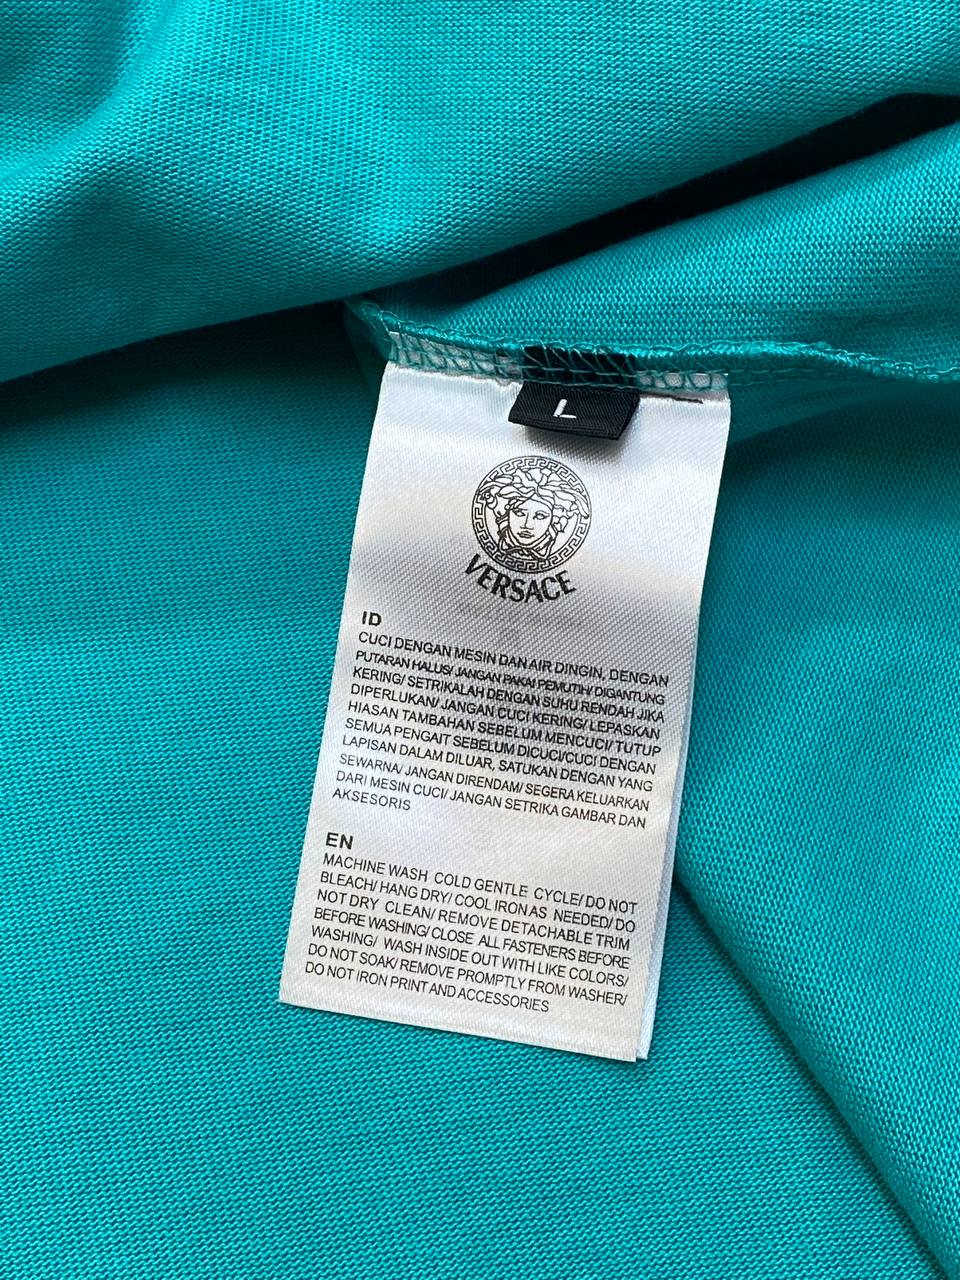 L
VERSACE
ID
CUCI DENGAN MESIN DAN AIR DINGIN, DENGAN
PUTARAN HALUS/ JANGAN PAKAI PEMUTIH/ DIGANTUNG
KERING/ SETRIKALAH DENGAN SUHU RENDAH JIKA
DIPERLUKAN/ JANGAN CUCI KERING/ LEPASKAN
HIASAN TAMBAHAN SEBELUM MENCUCI/ TUTUP
SEMUA PENGAIT SEBELUM DICUCI/CUCI DENGAN
LAPISAN DALAM DILUAR, SATUKAN DENGAN YANG
SEWARNA/ JANGAN DIRENDAM/ SEGERA KELUARKAN
DARI MESIN CUCI/ JANGAN SETRIKA GAMBAR DAN
AKSESORIS
EN
MACHINE WASH COLD GENTLE CYCLE/ DO NOT
BLEACH/ HANG DRY/ COOL IRON AS NEEDED/ DO
NOT DRY CLEAN/ REMOVE DETACHABLE TRIM
BEFORE WASHING/ CLOSE ALL FASTENERS BEFORE
WASHING/ WASH INSIDE OUT WITH LIKE COLORS/
DO NOT SOAK/ REMOVE PROMPTLY FROM WASHER/
DO NOT IRON PRINT AND ACCESSORIES